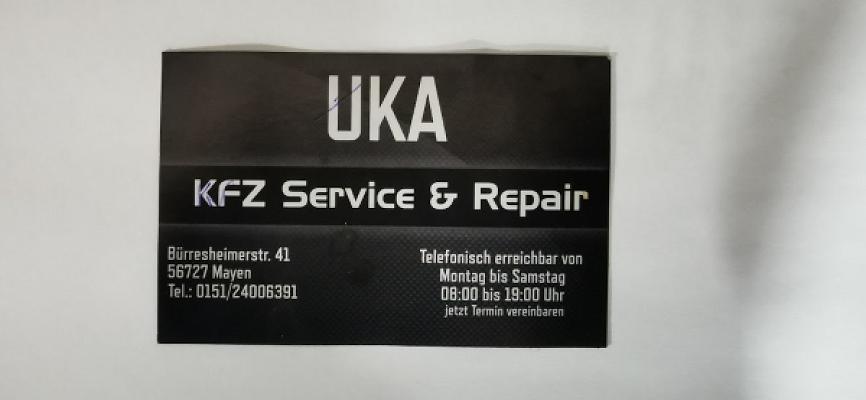 UKA
KFZ Service & Repair
Bürresheimerstr. 41
56727 Mayen
Tel.: 0151/24006391
Telefonisch erreichbar von
Montag bis Samstag
08:00 bis 19:00 Uhr
jetzt Termin vereinbaren